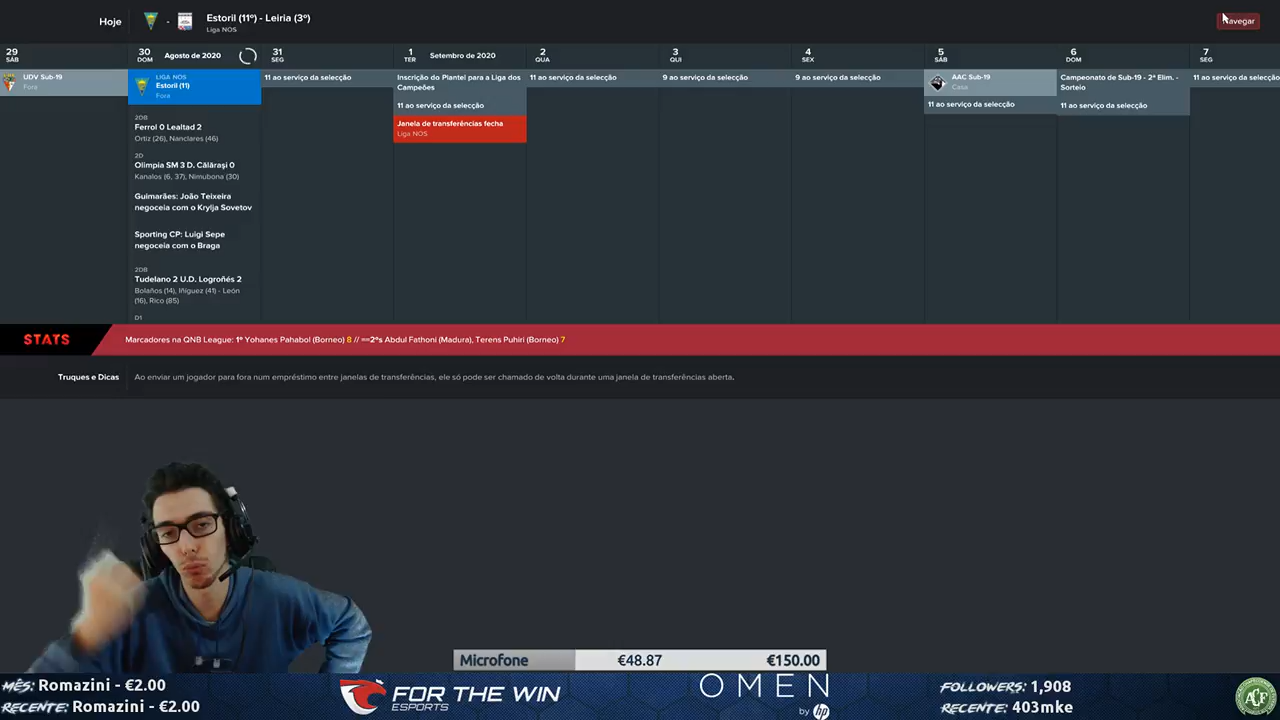 Hoje
-
Estoril (11º) - Leiria (3º)
Liga NOS
29
SÁB
30
DOM
Agosto de 2020
31
SEG
1
TER
Setembro de 2020
2
QUA
3
QUI
4
SEX
5
SÁB
6
DOM
7
SEG
UDV Sub-19
Fora
LIGA NOS
Estoril (11)
Fora
2DB
Ferrol 0 Lealtad 2
Ortiz (26), Nanclares (46)
2D
Olimpia SM 3 D. Călărași 0
Kanalos (6, 37), Nimubona (30)
Guimarães: João Teixeira
negoceia com o Krylja Sovetov
Sporting CP: Luigi Sepe
negoceia com o Braga
2DB
Tudelano 2 U.D. Logroñés 2
Bolaños (14), Iñiguez (41) - León
(16), Rico (85)
D1
11 ao serviço da selecção
Inscrição do Plantel para a Liga dos
Campeões
11 ao serviço da selecção
Janela de transferências fecha
Liga NOS
11 ao serviço da selecção
9 ao serviço da selecção
9 ao serviço da selecção
AAC Sub-19
Casa
11 ao serviço da selecção
Campeonato de Sub-19 - 2ª Elim. -
Sorteio
11 ao serviço da selecção
11 ao serviço da selecç
STATS
Marcadores na QNB League: 1º Yohanes Pahabol (Borneo) 8 // ==2ºs Abdul Fathoni (Madura), Terens Puhiri (Borneo) 7
Truques e Dicas
Ao enviar um jogador para fora num empréstimo entre janelas de transferências, ele só pode ser chamado de volta durante uma janela de transferências aberta.
Microfone
€48.87
€150.00
MÊS: Romazini - €2.00
RECENTE: Romazini - €2.00
FOR THE WIN
ESPORTS
OMEN
by hp
FOLLOWERS: 1,908
RECENTE: 403mke
ACF